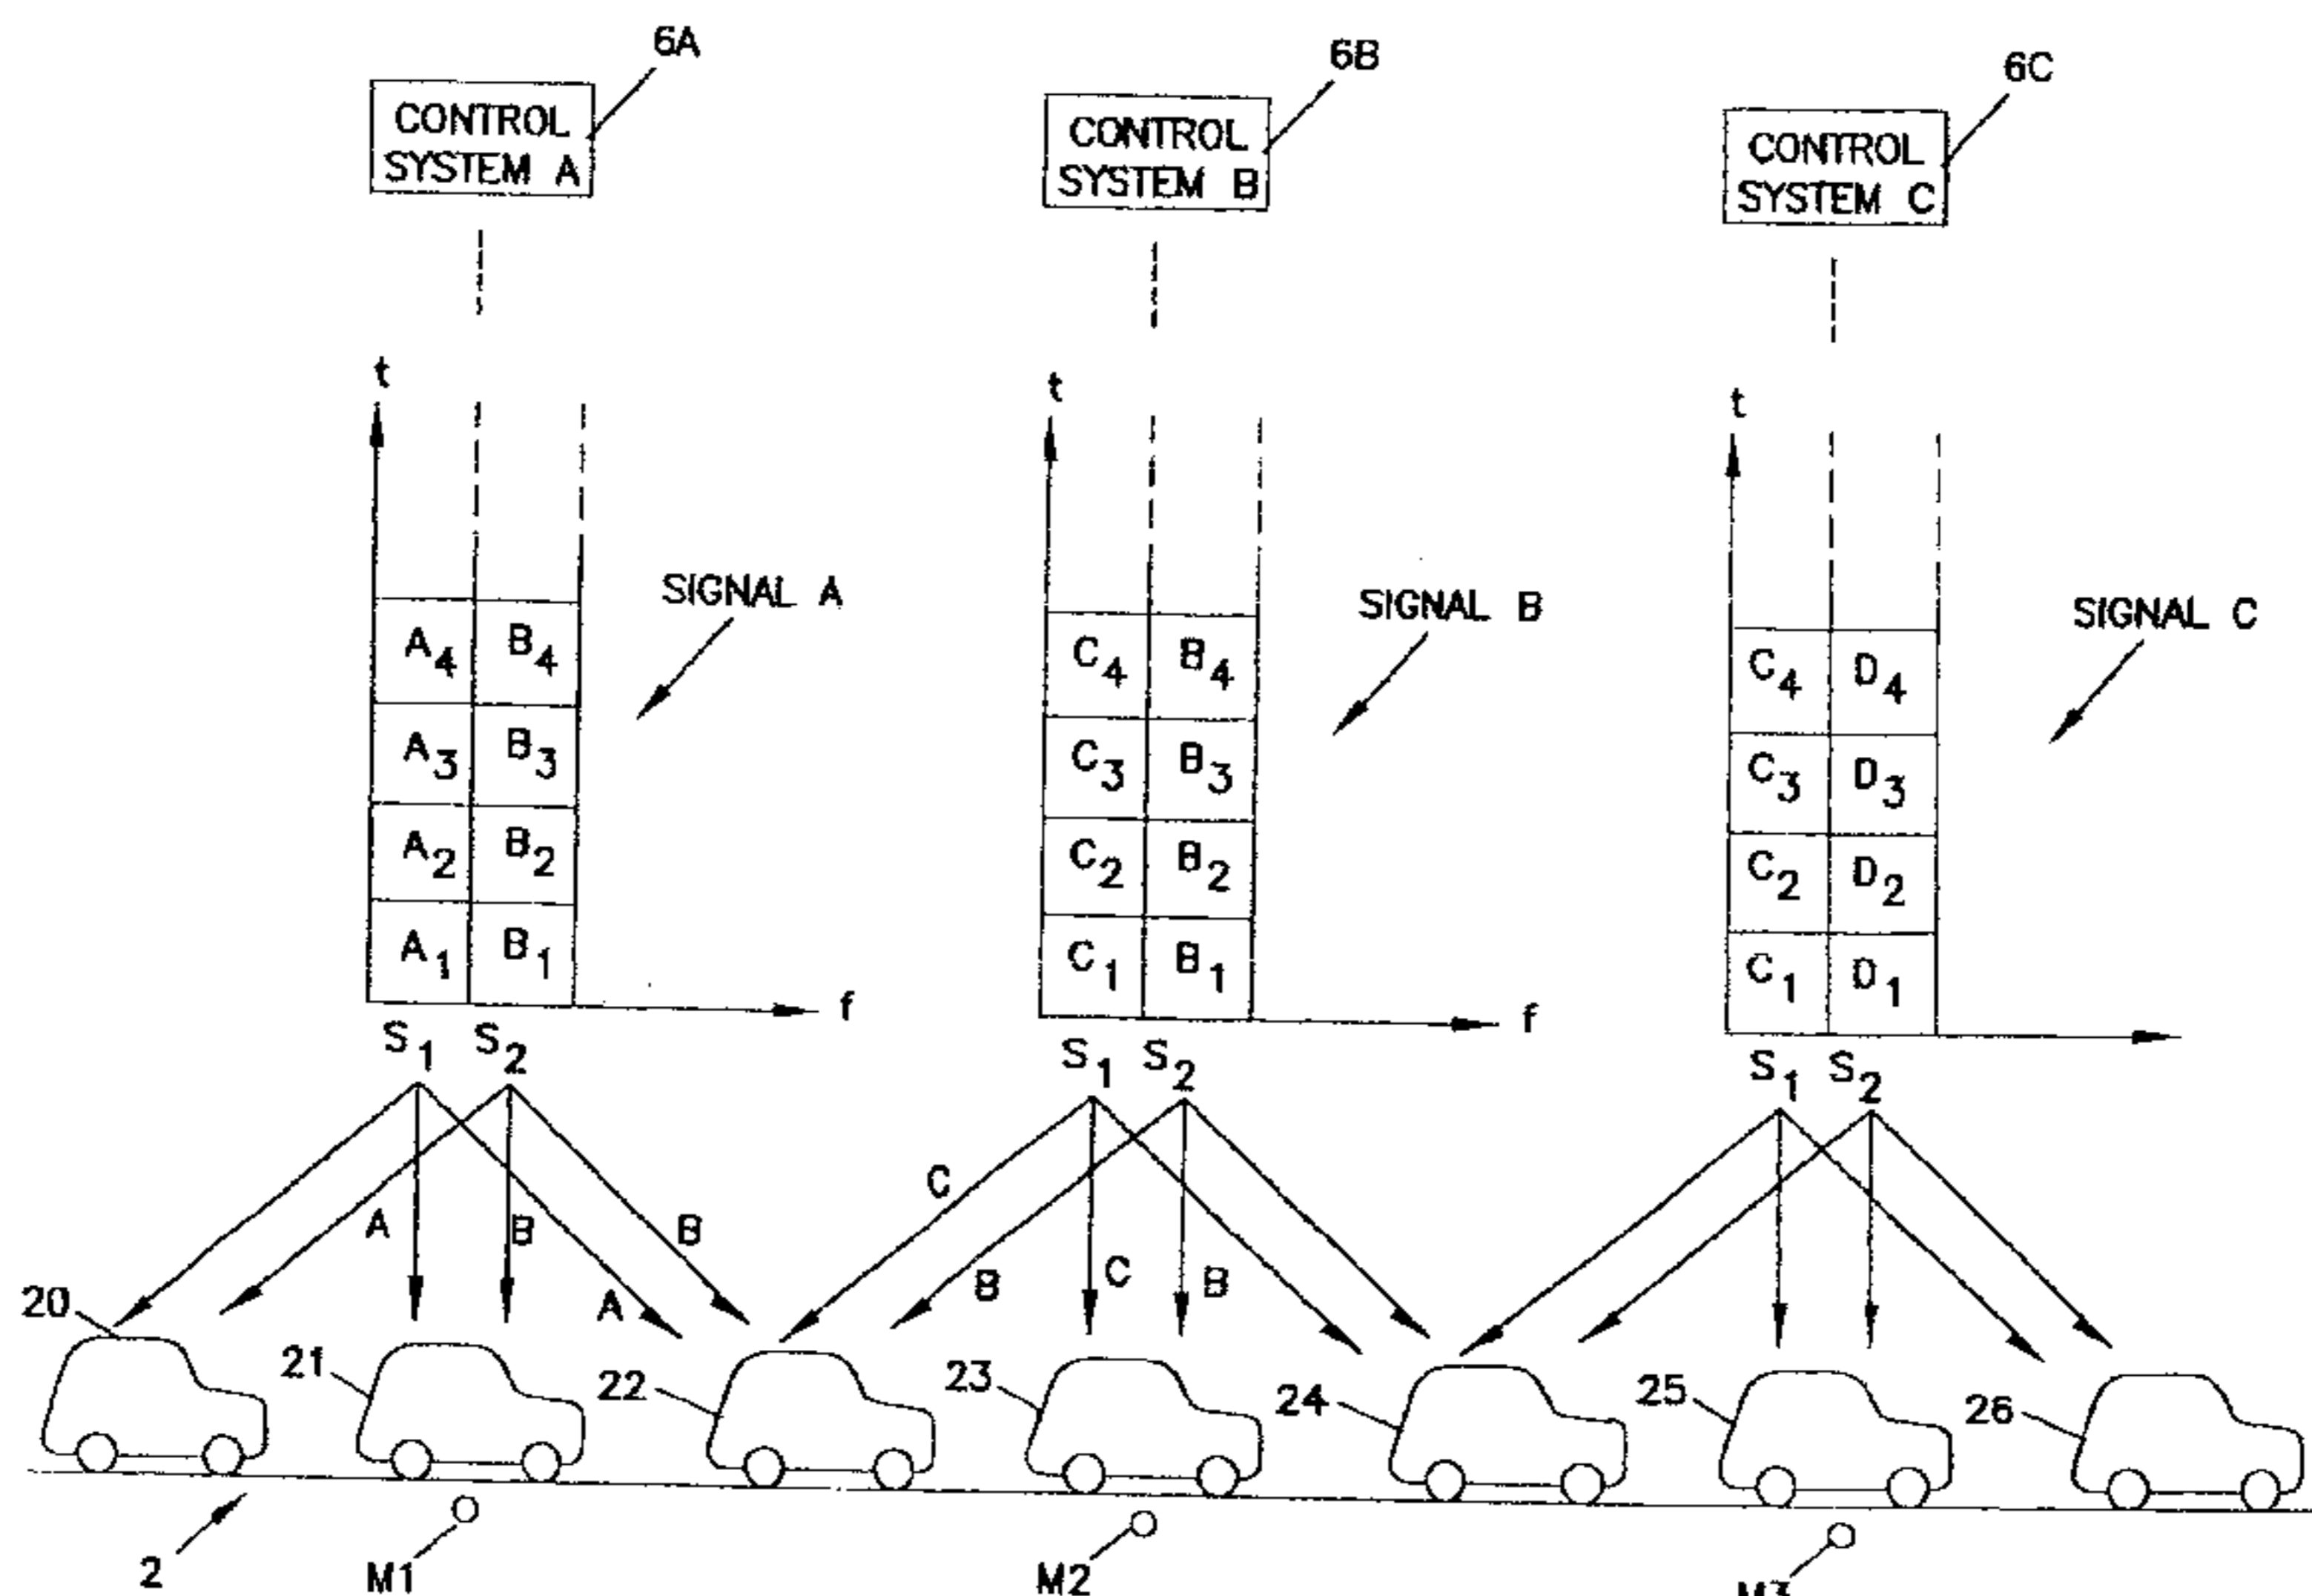 6A
6B
6C
CONTROL
SYSTEM A
CONTROL
SYSTEM B
CONTROL
SYSTEM C
t
t
t
SIGNAL A
SIGNAL B
SIGNAL C
A4 B4
A3 B3
A2 B2
A1 B1
C4 B4
C3 B3
C2 B2
C1 B1
C4 D4
C3 D3
C2 D2
C1 D1
f
f
S1 S2
S1 S2
S1 S2
A B B A
C B C B
20
21
22
23
24
25
26
2
M1
M2
M3